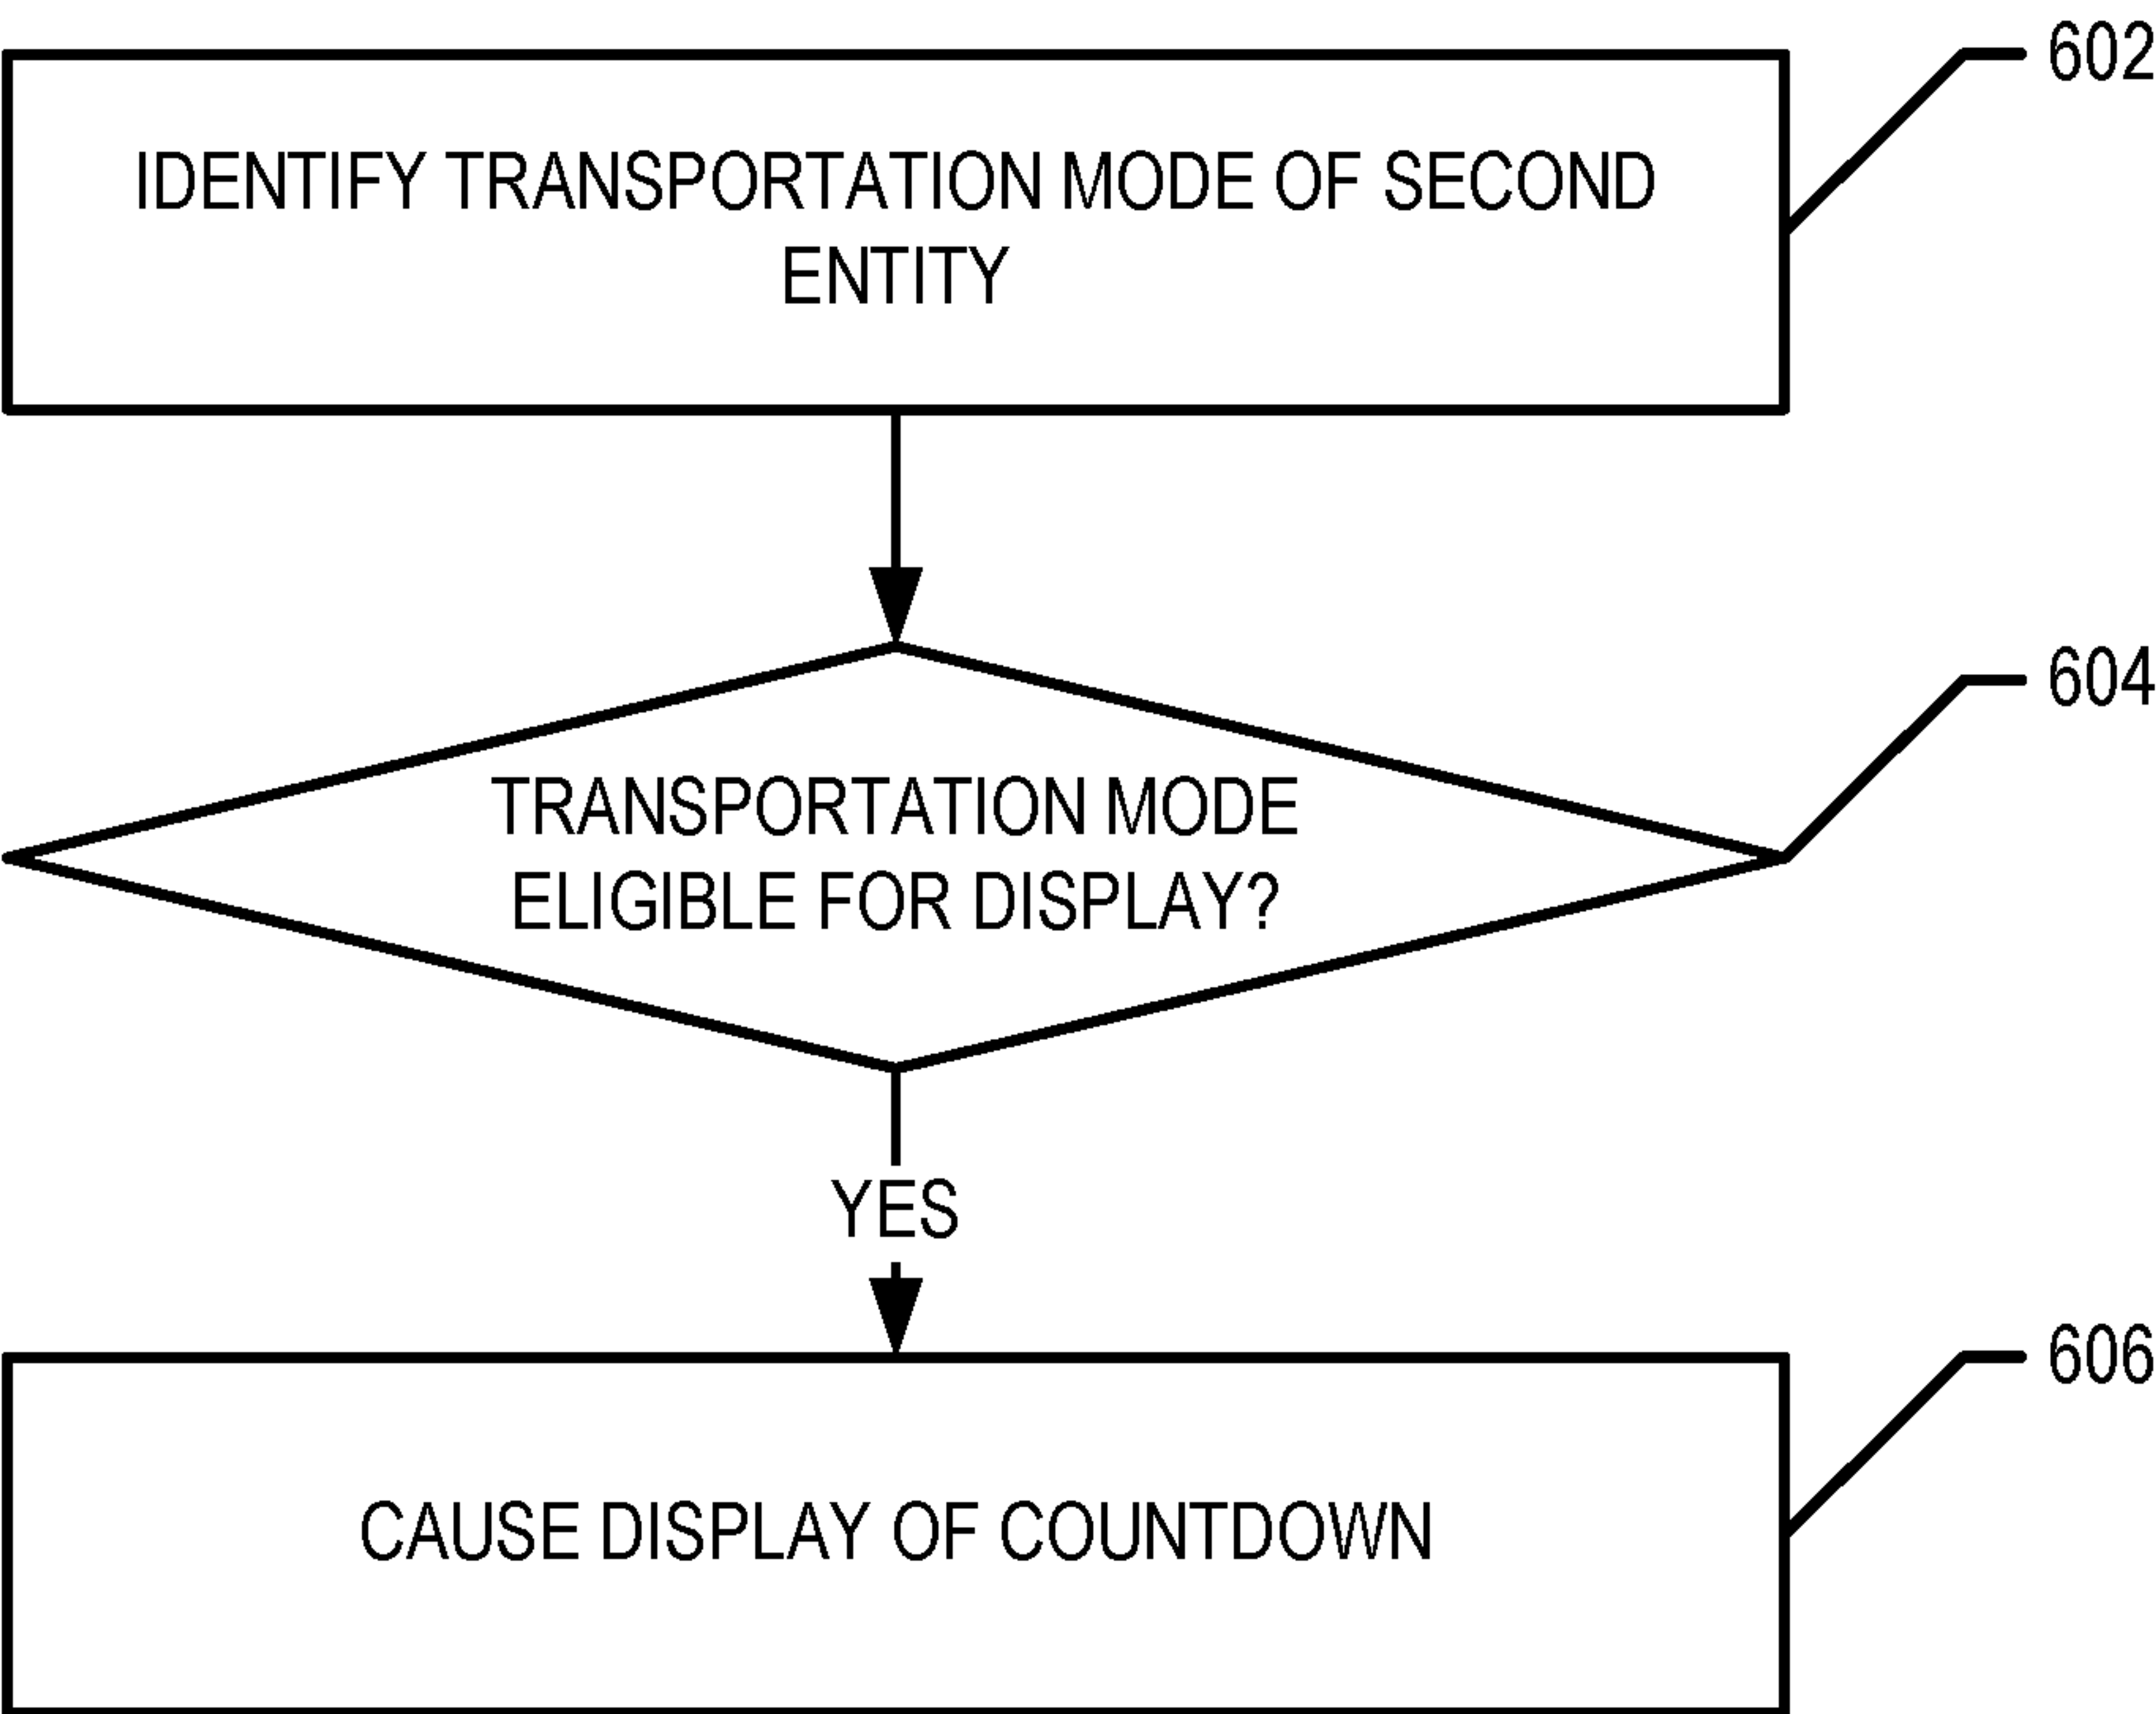 602
IDENTIFY TRANSPORTATION MODE OF SECOND
ENTITY
604
TRANSPORTATION MODE
ELIGIBLE FOR DISPLAY?
YES
606
CAUSE DISPLAY OF COUNTDOWN